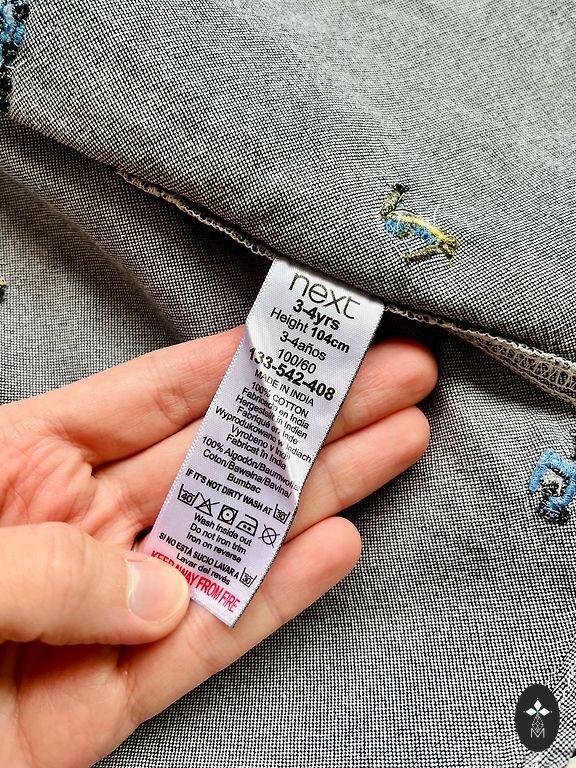 next
3-4yrs
Height 104cm
3-4años
100/60
133-542-408
MADE IN INDIA
100% COTTON
Fabricado en India
Hergestellt in Indien
Fabriqué en Inde
Wyprodukowano w Indiach
Vyrobeno v Indii
Fabricat în India
100% Algodón/Baumwolle/
Coton/Bawełna/Bavlna/
Bumbac
IF IT'S NOT DIRTY WASH AT 30
40
Wash inside out
Do not iron trim
Iron on reverse
SI NO ESTÁ SUCIO LAVAR A 30
Lavar del revés
KEEP AWAY FROM FIRE
M